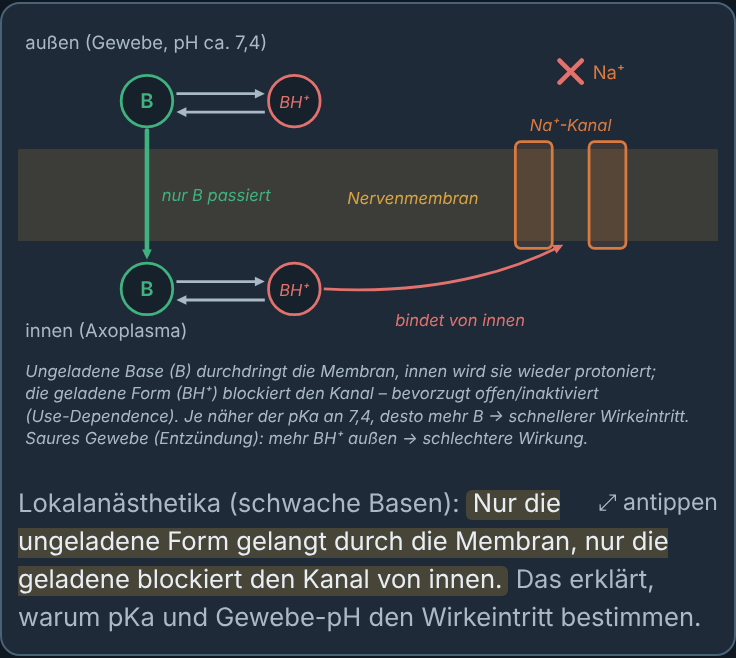 außen (Gewebe, pH ca. 7,4)
Na⁺
B
BH⁺
Na⁺-Kanal
nur B passiert
Nervenmembran
B
BH⁺
bindet von innen
innen (Axoplasma)
Ungeladene Base (B) durchdringt die Membran, innen wird sie wieder protoniert;
die geladene Form (BH⁺) blockiert den Kanal – bevorzugt offen/inaktiviert
(Use-Dependence). Je näher der pKa an 7,4, desto mehr B → schnellerer Wirkeintritt.
Saures Gewebe (Entzündung): mehr BH⁺ außen → schlechtere Wirkung.
Lokalanästhetika (schwache Basen): Nur die
⤢ antippen
ungeladene Form gelangt durch die Membran, nur die
geladene blockiert den Kanal von innen. Das erklärt,
warum pKa und Gewebe-pH den Wirkeintritt bestimmen.